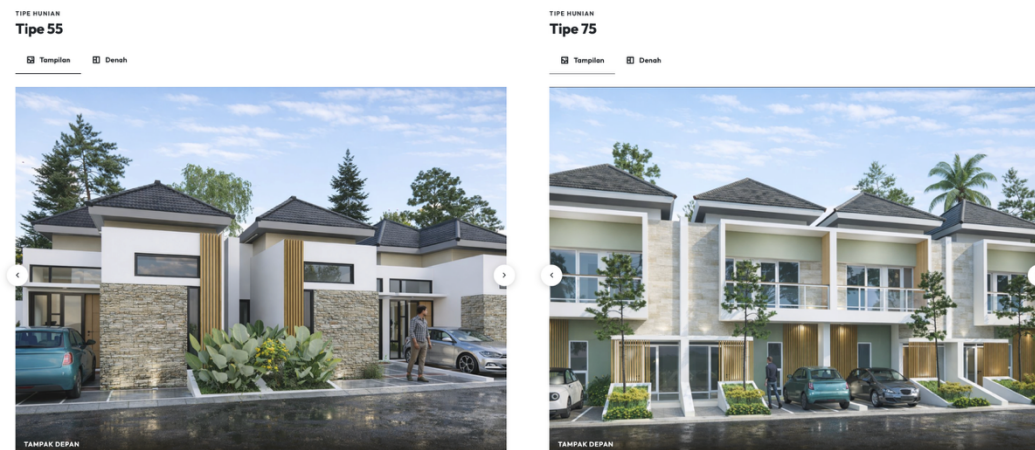 TIPE HUNIAN
Tipe 55
Tampilan Denah
TAMPAK DEPAN
TIPE HUNIAN
Tipe 75
Tampilan Denah
TAMPAK DEPAN